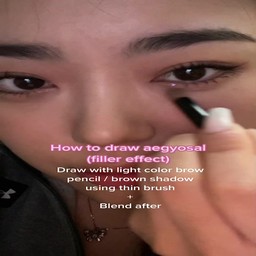 How to draw aegyosal
(filler effect)
Draw with light color brow
pencil / brown shadow
using thin brush
+
Blend after